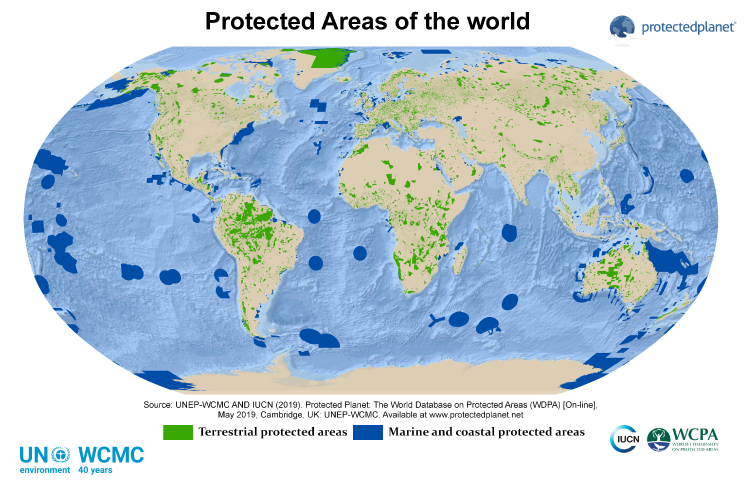 Protected Areas of the world
protectedplanet®
Source: UNEP-WCMC AND IUCN (2019). Protected Planet: The World Database on Protected Areas (WDPA) [On-line],
May 2019, Cambridge, UK: UNEP-WCMC. Available at www.protectedplanet.net
Terrestrial protected areas
Marine and coastal protected areas
UN WCMC
environment 40 years
IUCN
WCPA
WORLD COMMISSION
ON PROTECTED AREAS